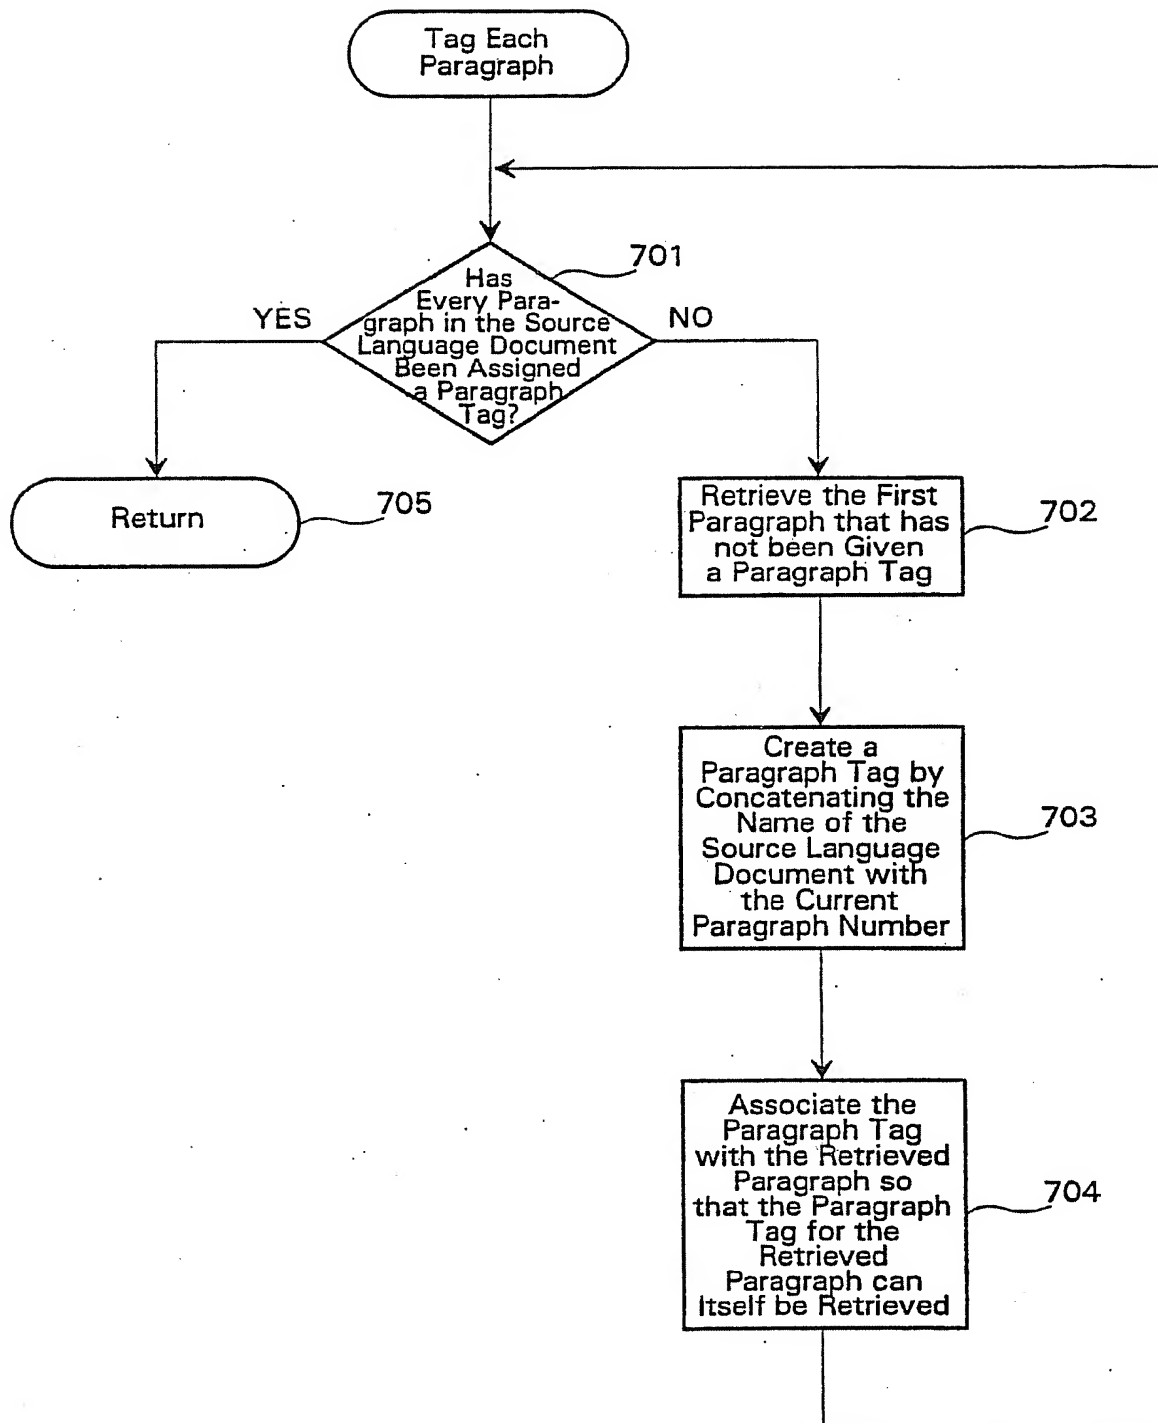 Tag Each
Paragraph
701
Has
Every Para-
graph in the Source
Language Document
Been Assigned
a Paragraph
Tag?
YES
NO
Return
705
Retrieve the First
Paragraph that has
not been Given
a Paragraph Tag
702
Create a
Paragraph Tag by
Concatenating the
Name of the
Source Language
Document with
the Current
Paragraph Number
703
Associate the
Paragraph Tag
with the Retrieved
Paragraph so
that the Paragraph
Tag for the
Retrieved
Paragraph can
Itself be Retrieved
704